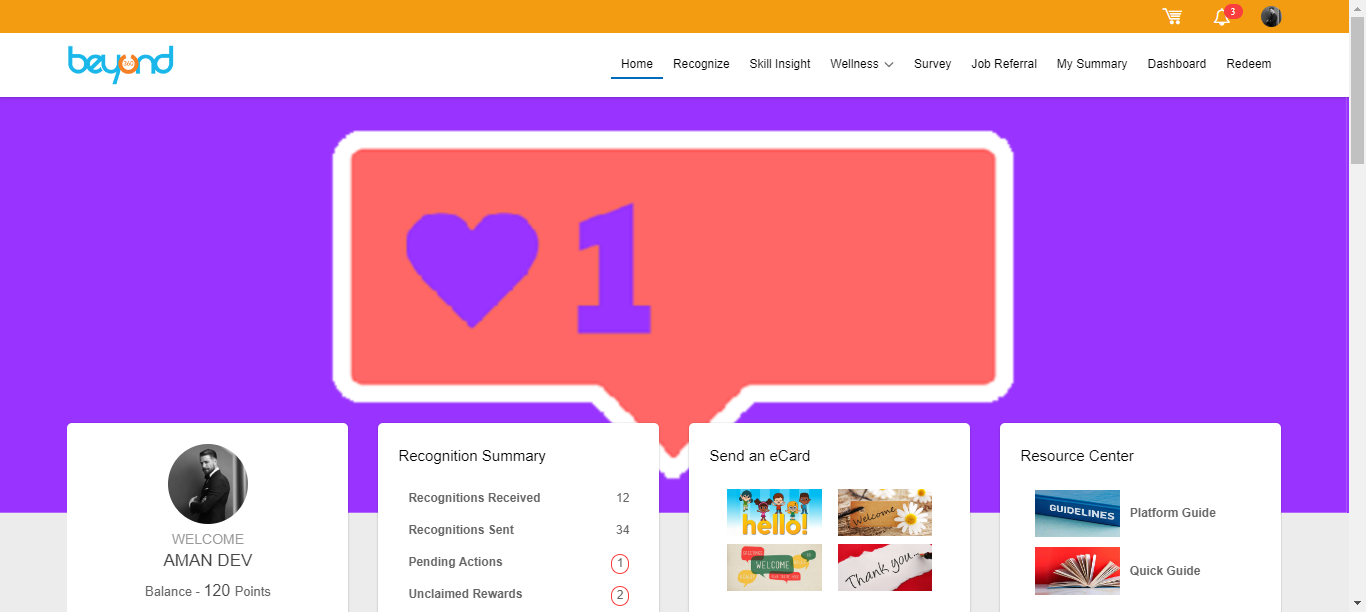 3
beyond
360
Home Recognize Skill Insight Wellness Survey Job Referral My Summary Dashboard Redeem
1
WELCOME
AMAN DEV
Balance - 120 Points
Recognition Summary
Recognitions Received 12
Recognitions Sent 34
Pending Actions 1
Unclaimed Rewards 2
Send an eCard
hello!
Welcome
WELCOME
Thank you...
Resource Center
GUIDELINES
Platform Guide
Quick Guide